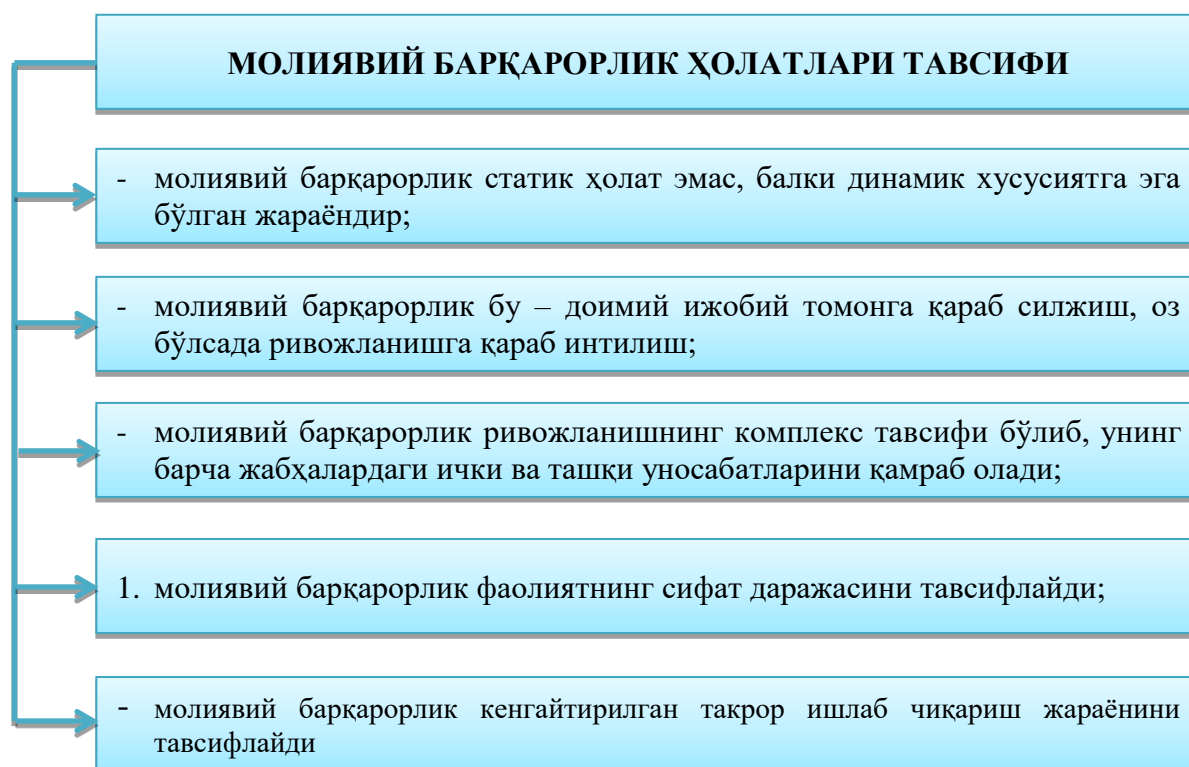 МОЛИЯВИЙ БАРҚАРОРЛИК ҲОЛАТЛАРИ ТАВСИФИ
- молиявий барқарорлик статик ҳолат эмас, балки динамик хусусиятга эга
бўлган жараёндир;
- молиявий барқарорлик бу – доимий ижобий томонга қараб силжиш, оз
бўлсада ривожланишга қараб интилиш;
- молиявий барқарорлик ривожланишнинг комплекс тавсифи бўлиб, унинг
барча жабҳалардаги ички ва ташқи уносабатларини қамраб олади;
1. молиявий барқарорлик фаолиятнинг сифат даражасини тавсифлайди;
- молиявий барқарорлик кенгайтирилган такрор ишлаб чиқариш жараёнини
тавсифлайди